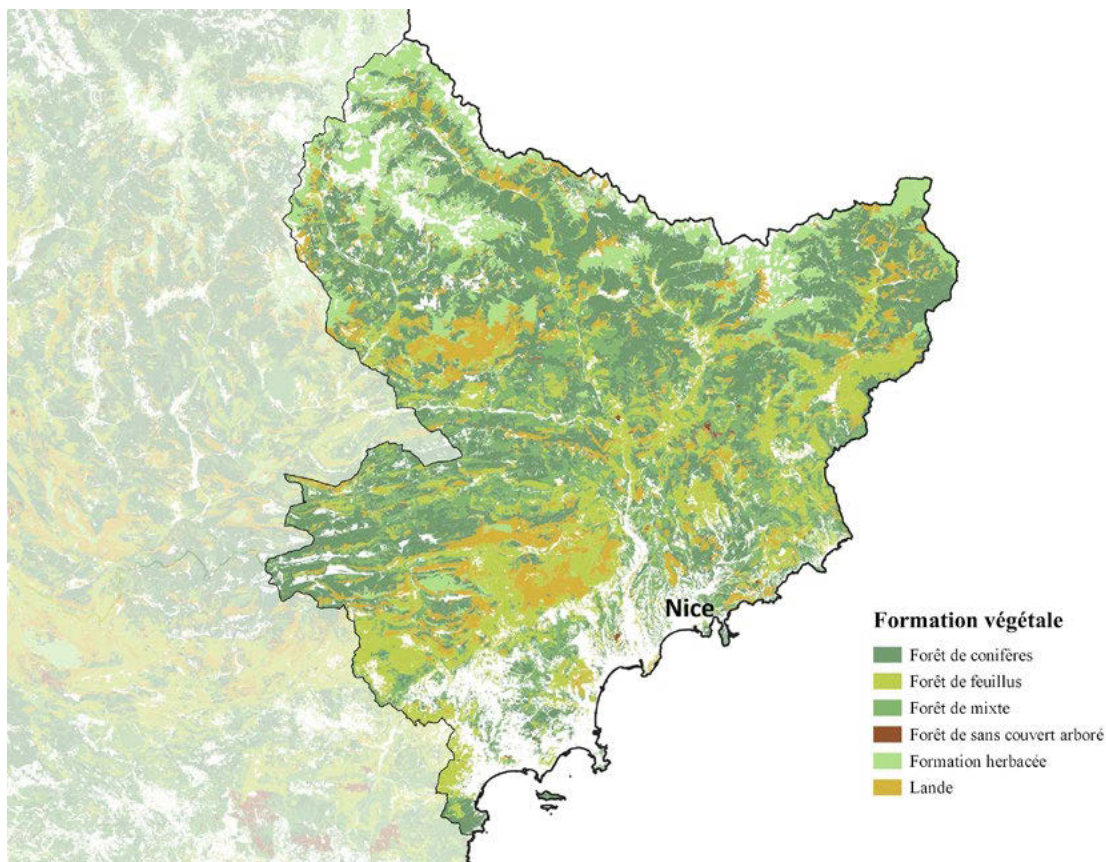 Nice
Formation végétale
Forêt de conifères
Forêt de feuillus
Forêt de mixte
Forêt de sans couvert arboré
Formation herbacée
Lande